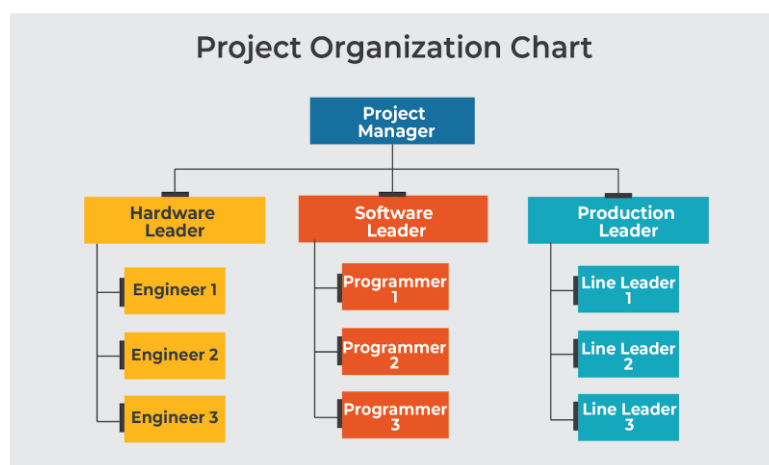 Project Organization Chart
Project
Manager
Hardware
Leader
Engineer 1
Engineer 2
Engineer 3
Software
Leader
Programmer
1
Programmer
2
Programmer
3
Production
Leader
Line Leader
1
Line Leader
2
Line Leader
3